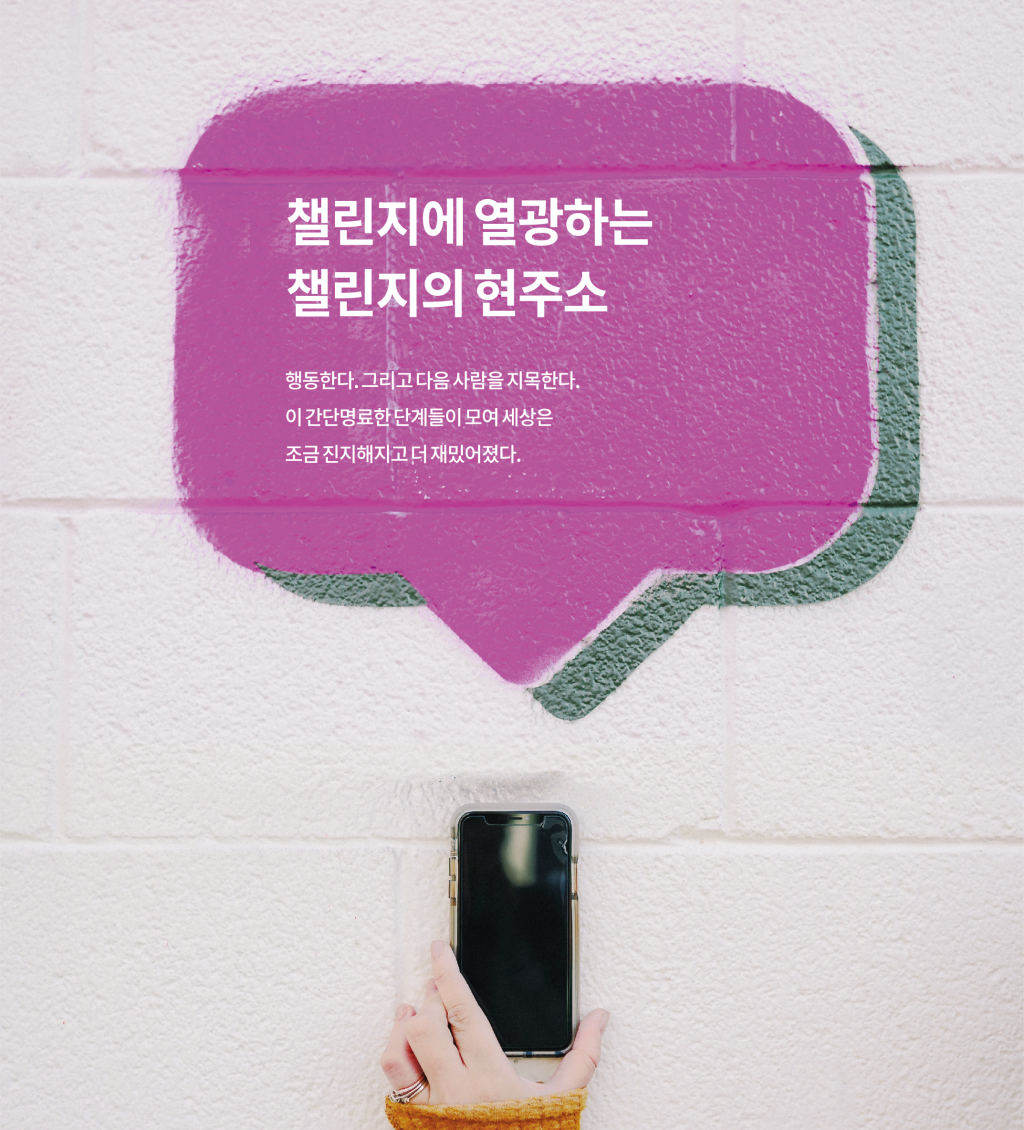 챌린지에 열광하는
챌린지의 현주소
행동한다. 그리고 다음 사람을 지목한다.
이 간단명료한 단계들이 모여 세상은
조금 진지해지고 더 재밌어졌다.